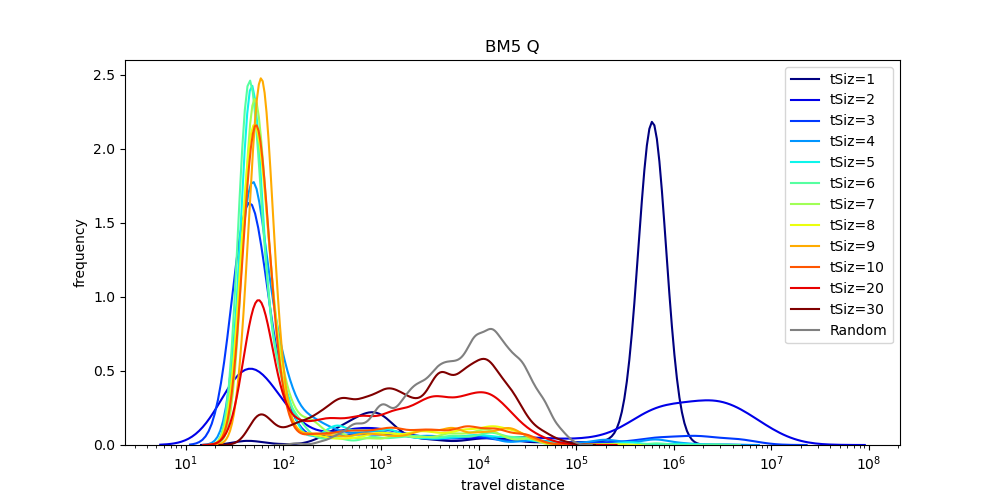 BM5 Q
2.5
2.0
1.5
1.0
0.5
0.0
frequency
10¹ 10² 10³ 10⁴ 10⁵ 10⁶ 10⁷ 10⁸
travel distance
tSiz=1
tSiz=2
tSiz=3
tSiz=4
tSiz=5
tSiz=6
tSiz=7
tSiz=8
tSiz=9
tSiz=10
tSiz=20
tSiz=30
Random